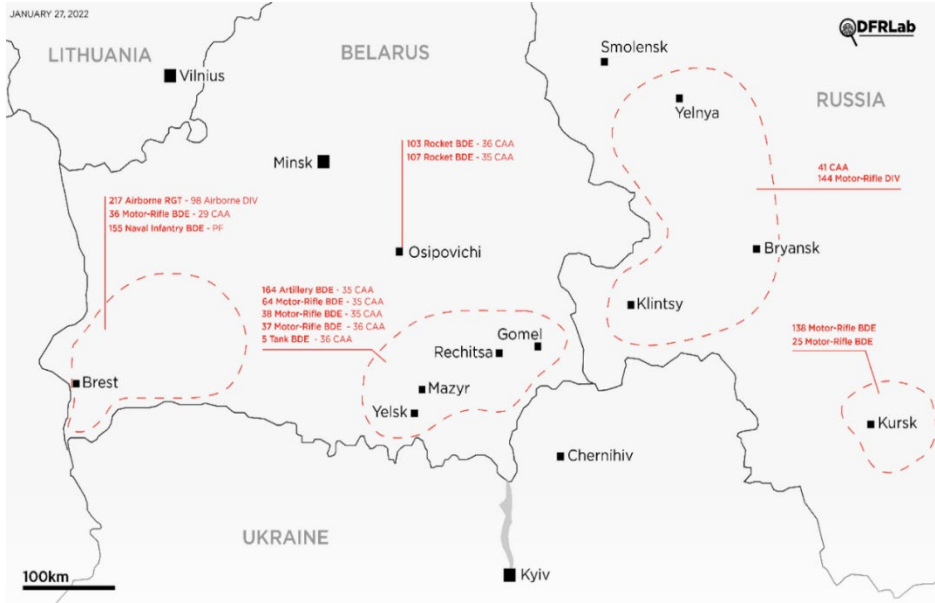 JANUARY 27, 2022
DFRLab
LITHUANIA
BELARUS
Smolensk
Vilnius
RUSSIA
Yelnya
103 Rocket BDE - 36 CAA
107 Rocket BDE - 35 CAA
Minsk
41 CAA
144 Motor-Rifle DIV
217 Airborne RGT - 98 Airborne DIV
36 Motor-Rifle BDE - 29 CAA
155 Naval Infantry BDE - PF
Osipovichi
Bryansk
164 Artillery BDE - 35 CAA
64 Motor-Rifle BDE - 35 CAA
38 Motor-Rifle BDE - 35 CAA
37 Motor-Rifle BDE - 36 CAA
5 Tank BDE - 36 CAA
Klintsy
Gomel
Rechitsa
138 Motor-Rifle BDE
25 Motor-Rifle BDE
Brest
Mazyr
Yelsk
Kursk
Chernihiv
UKRAINE
100km
Kyiv